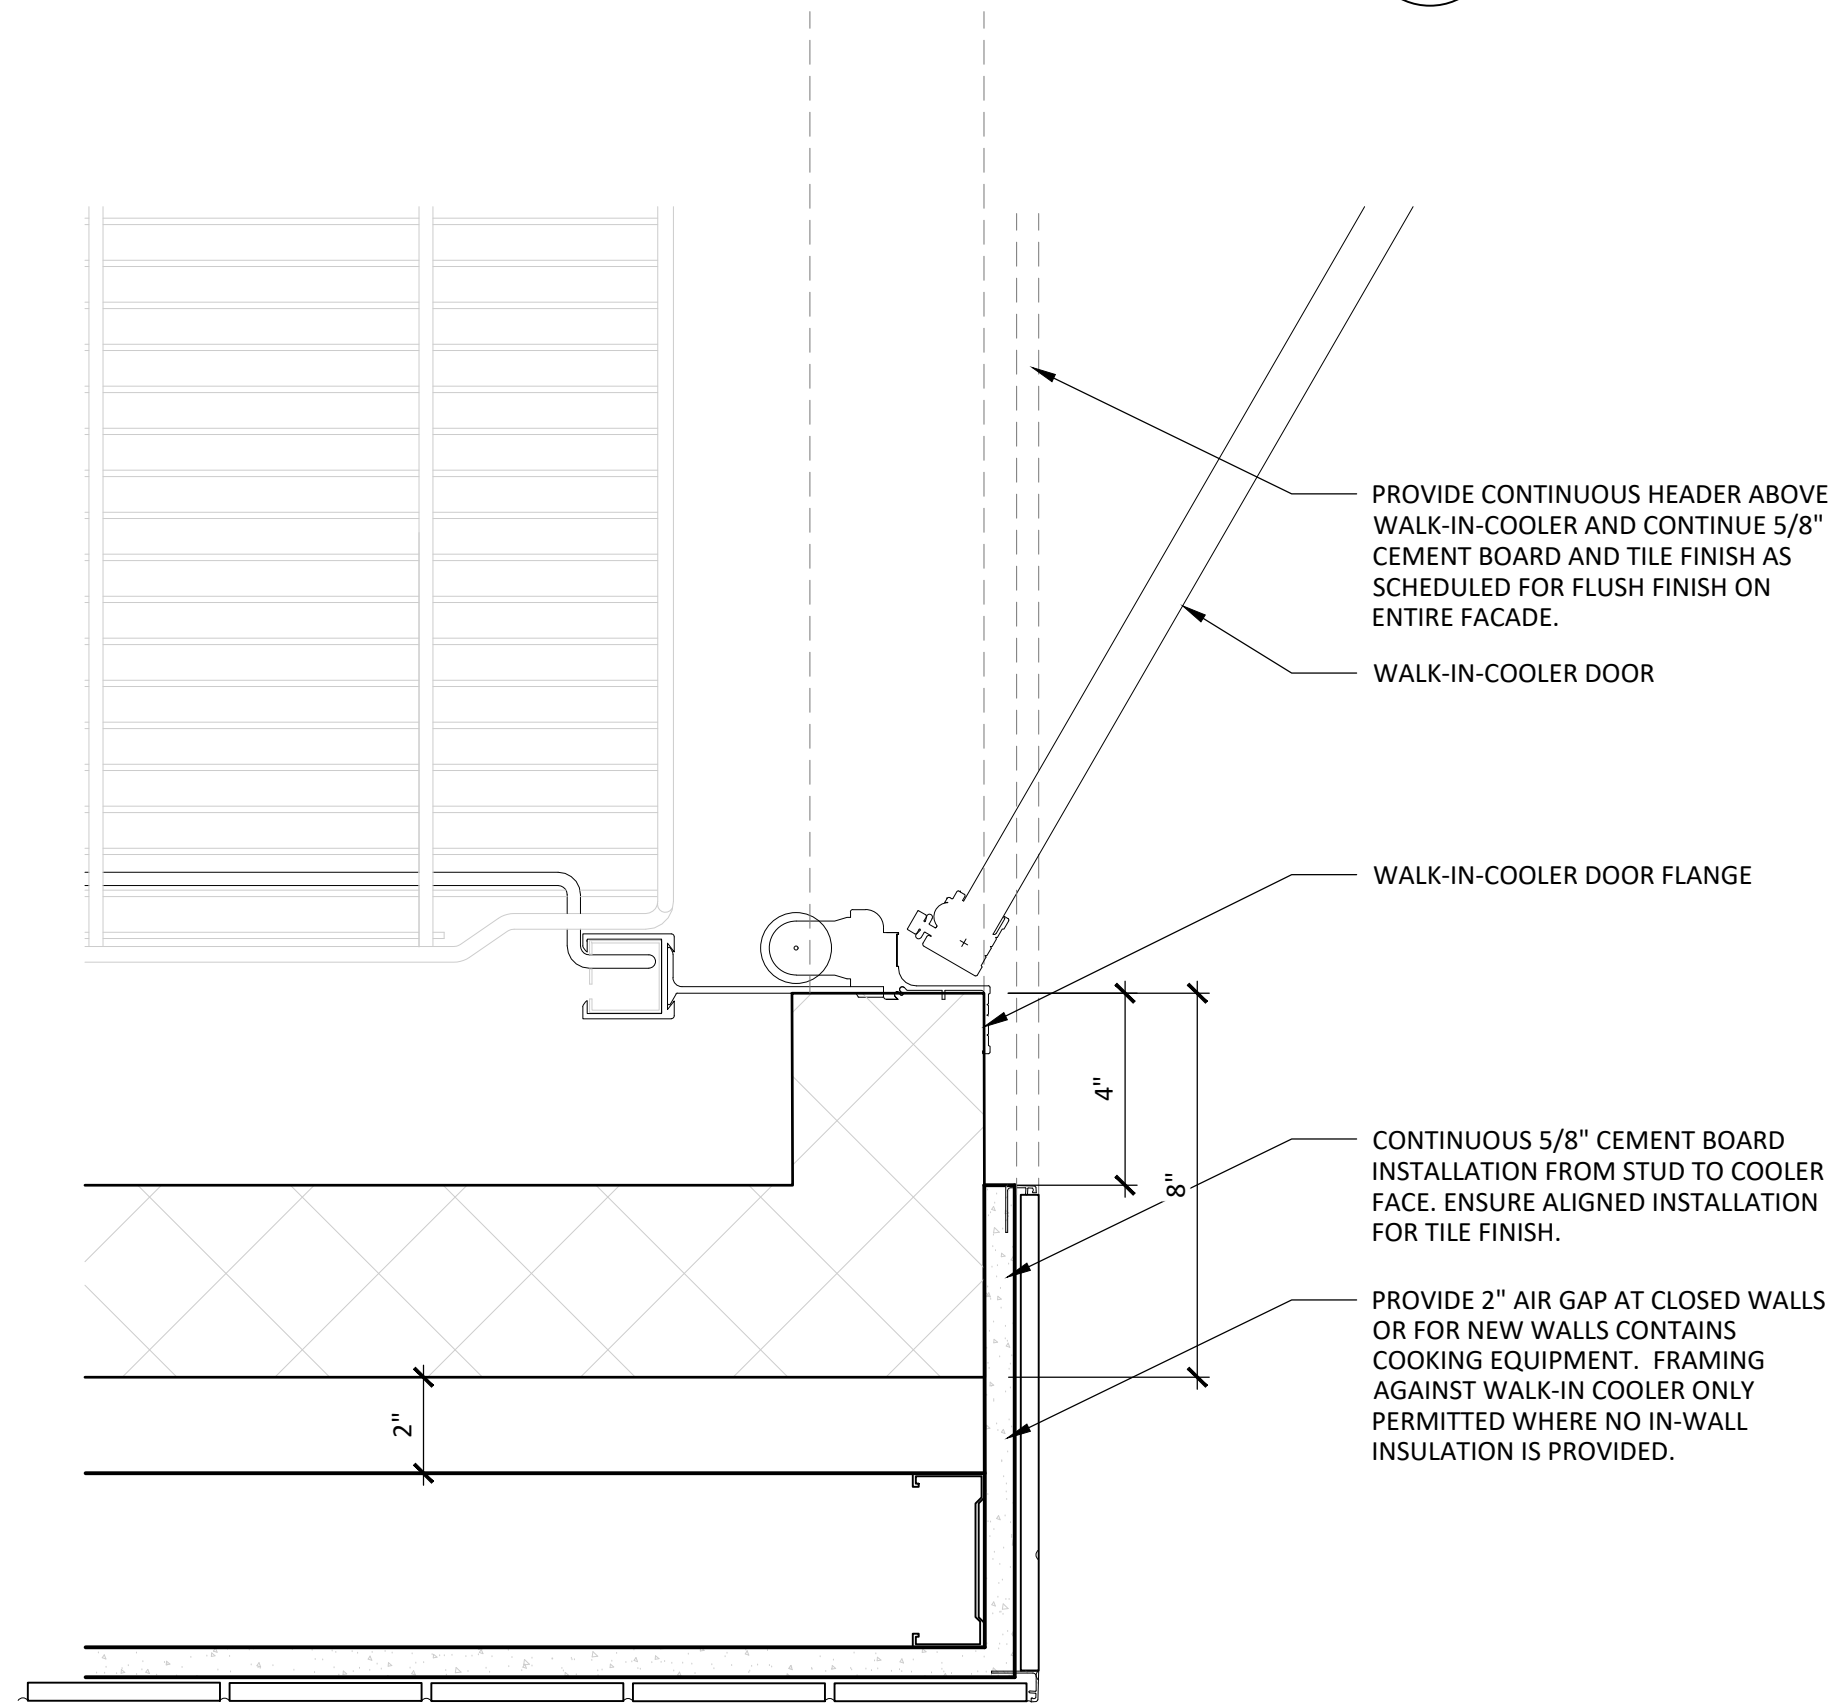 PROVIDE CONTINUOUS HEADER ABOVE
WALK-IN-COOLER AND CONTINUE 5/8"
CEMENT BOARD AND TILE FINISH AS
SCHEDULED FOR FLUSH FINISH ON
ENTIRE FACADE.
WALK-IN-COOLER DOOR
WALK-IN-COOLER DOOR FLANGE
4"
8"
CONTINUOUS 5/8" CEMENT BOARD
INSTALLATION FROM STUD TO COOLER
FACE. ENSURE ALIGNED INSTALLATION
FOR TILE FINISH.
PROVIDE 2" AIR GAP AT CLOSED WALLS
OR FOR NEW WALLS CONTAINS
COOKING EQUIPMENT.  FRAMING
AGAINST WALK-IN COOLER ONLY
PERMITTED WHERE NO IN-WALL
INSULATION IS PROVIDED.
2"